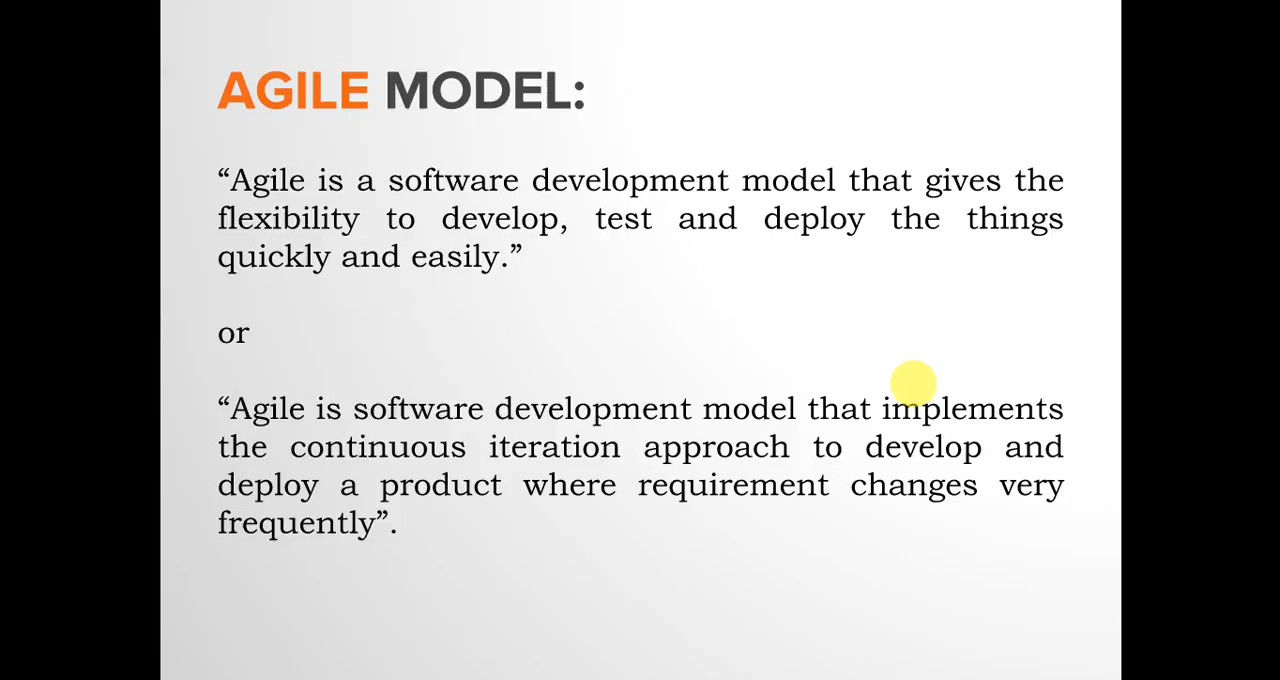 AGILE MODEL:
“Agile is a software development model that gives the
flexibility to develop, test and deploy the things
quickly and easily.”
or
“Agile is software development model that implements
the continuous iteration approach to develop and
deploy a product where requirement changes very
frequently”.